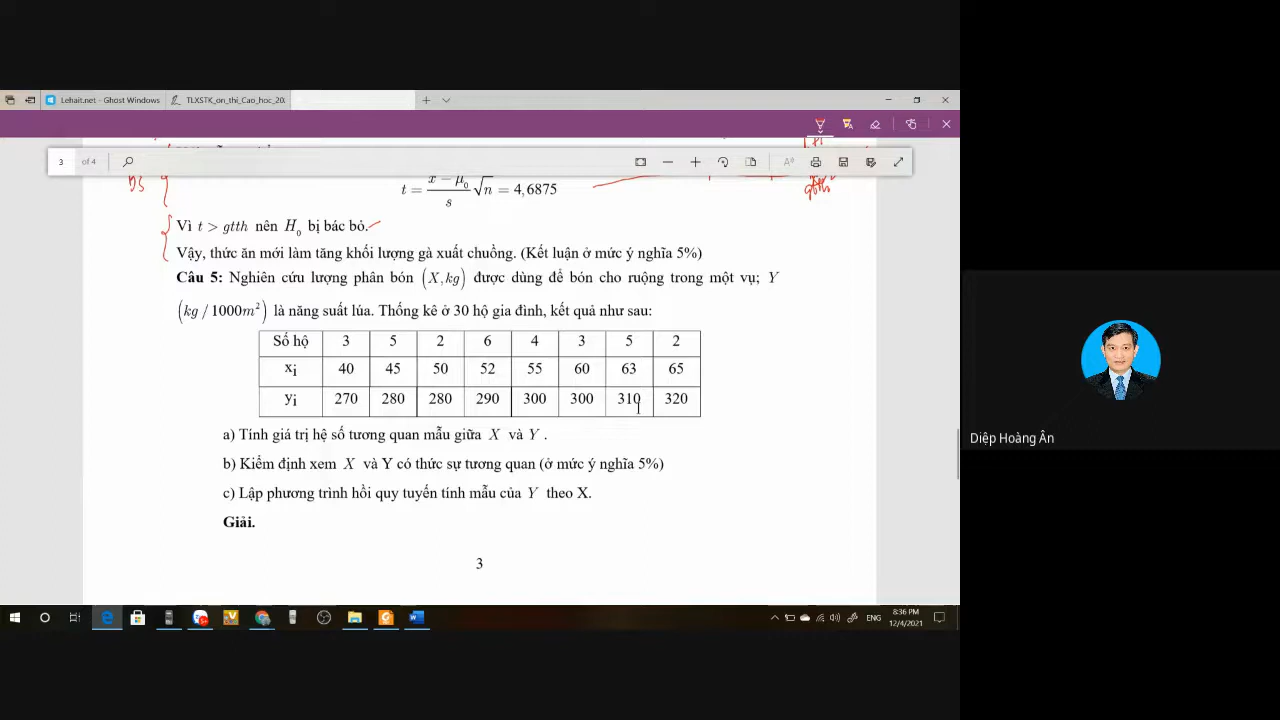 Lehait.net - Ghost Windows
TLXSTK_on_thi_Cao_hoc_202
3 of 4
B3
gtth
t = (x − μ0)/s √n = 4,6875
Vì t > gtth nên H0 bị bác bỏ.
Vậy, thức ăn mới làm tăng khối lượng gà xuất chuồng. (Kết luận ở mức ý nghĩa 5%)
Câu 5: Nghiên cứu lượng phân bón (X, kg) được dùng để bón cho ruộng trong một vụ; Y
(kg / 1000m²) là năng suất lúa. Thống kê ở 30 hộ gia đình, kết quả như sau:
Số hộ 3 5 2 6 4 3 5 2
xi 40 45 50 52 55 60 63 65
yi 270 280 280 290 300 300 310 320
a) Tính giá trị hệ số tương quan mẫu giữa X và Y .
b) Kiểm định xem X và Y có thức sự tương quan (ở mức ý nghĩa 5%)
c) Lập phương trình hồi quy tuyến tính mẫu của Y theo X.
Giải.
3
Diệp Hoàng Ân
ENG
8:36 PM
12/4/2021